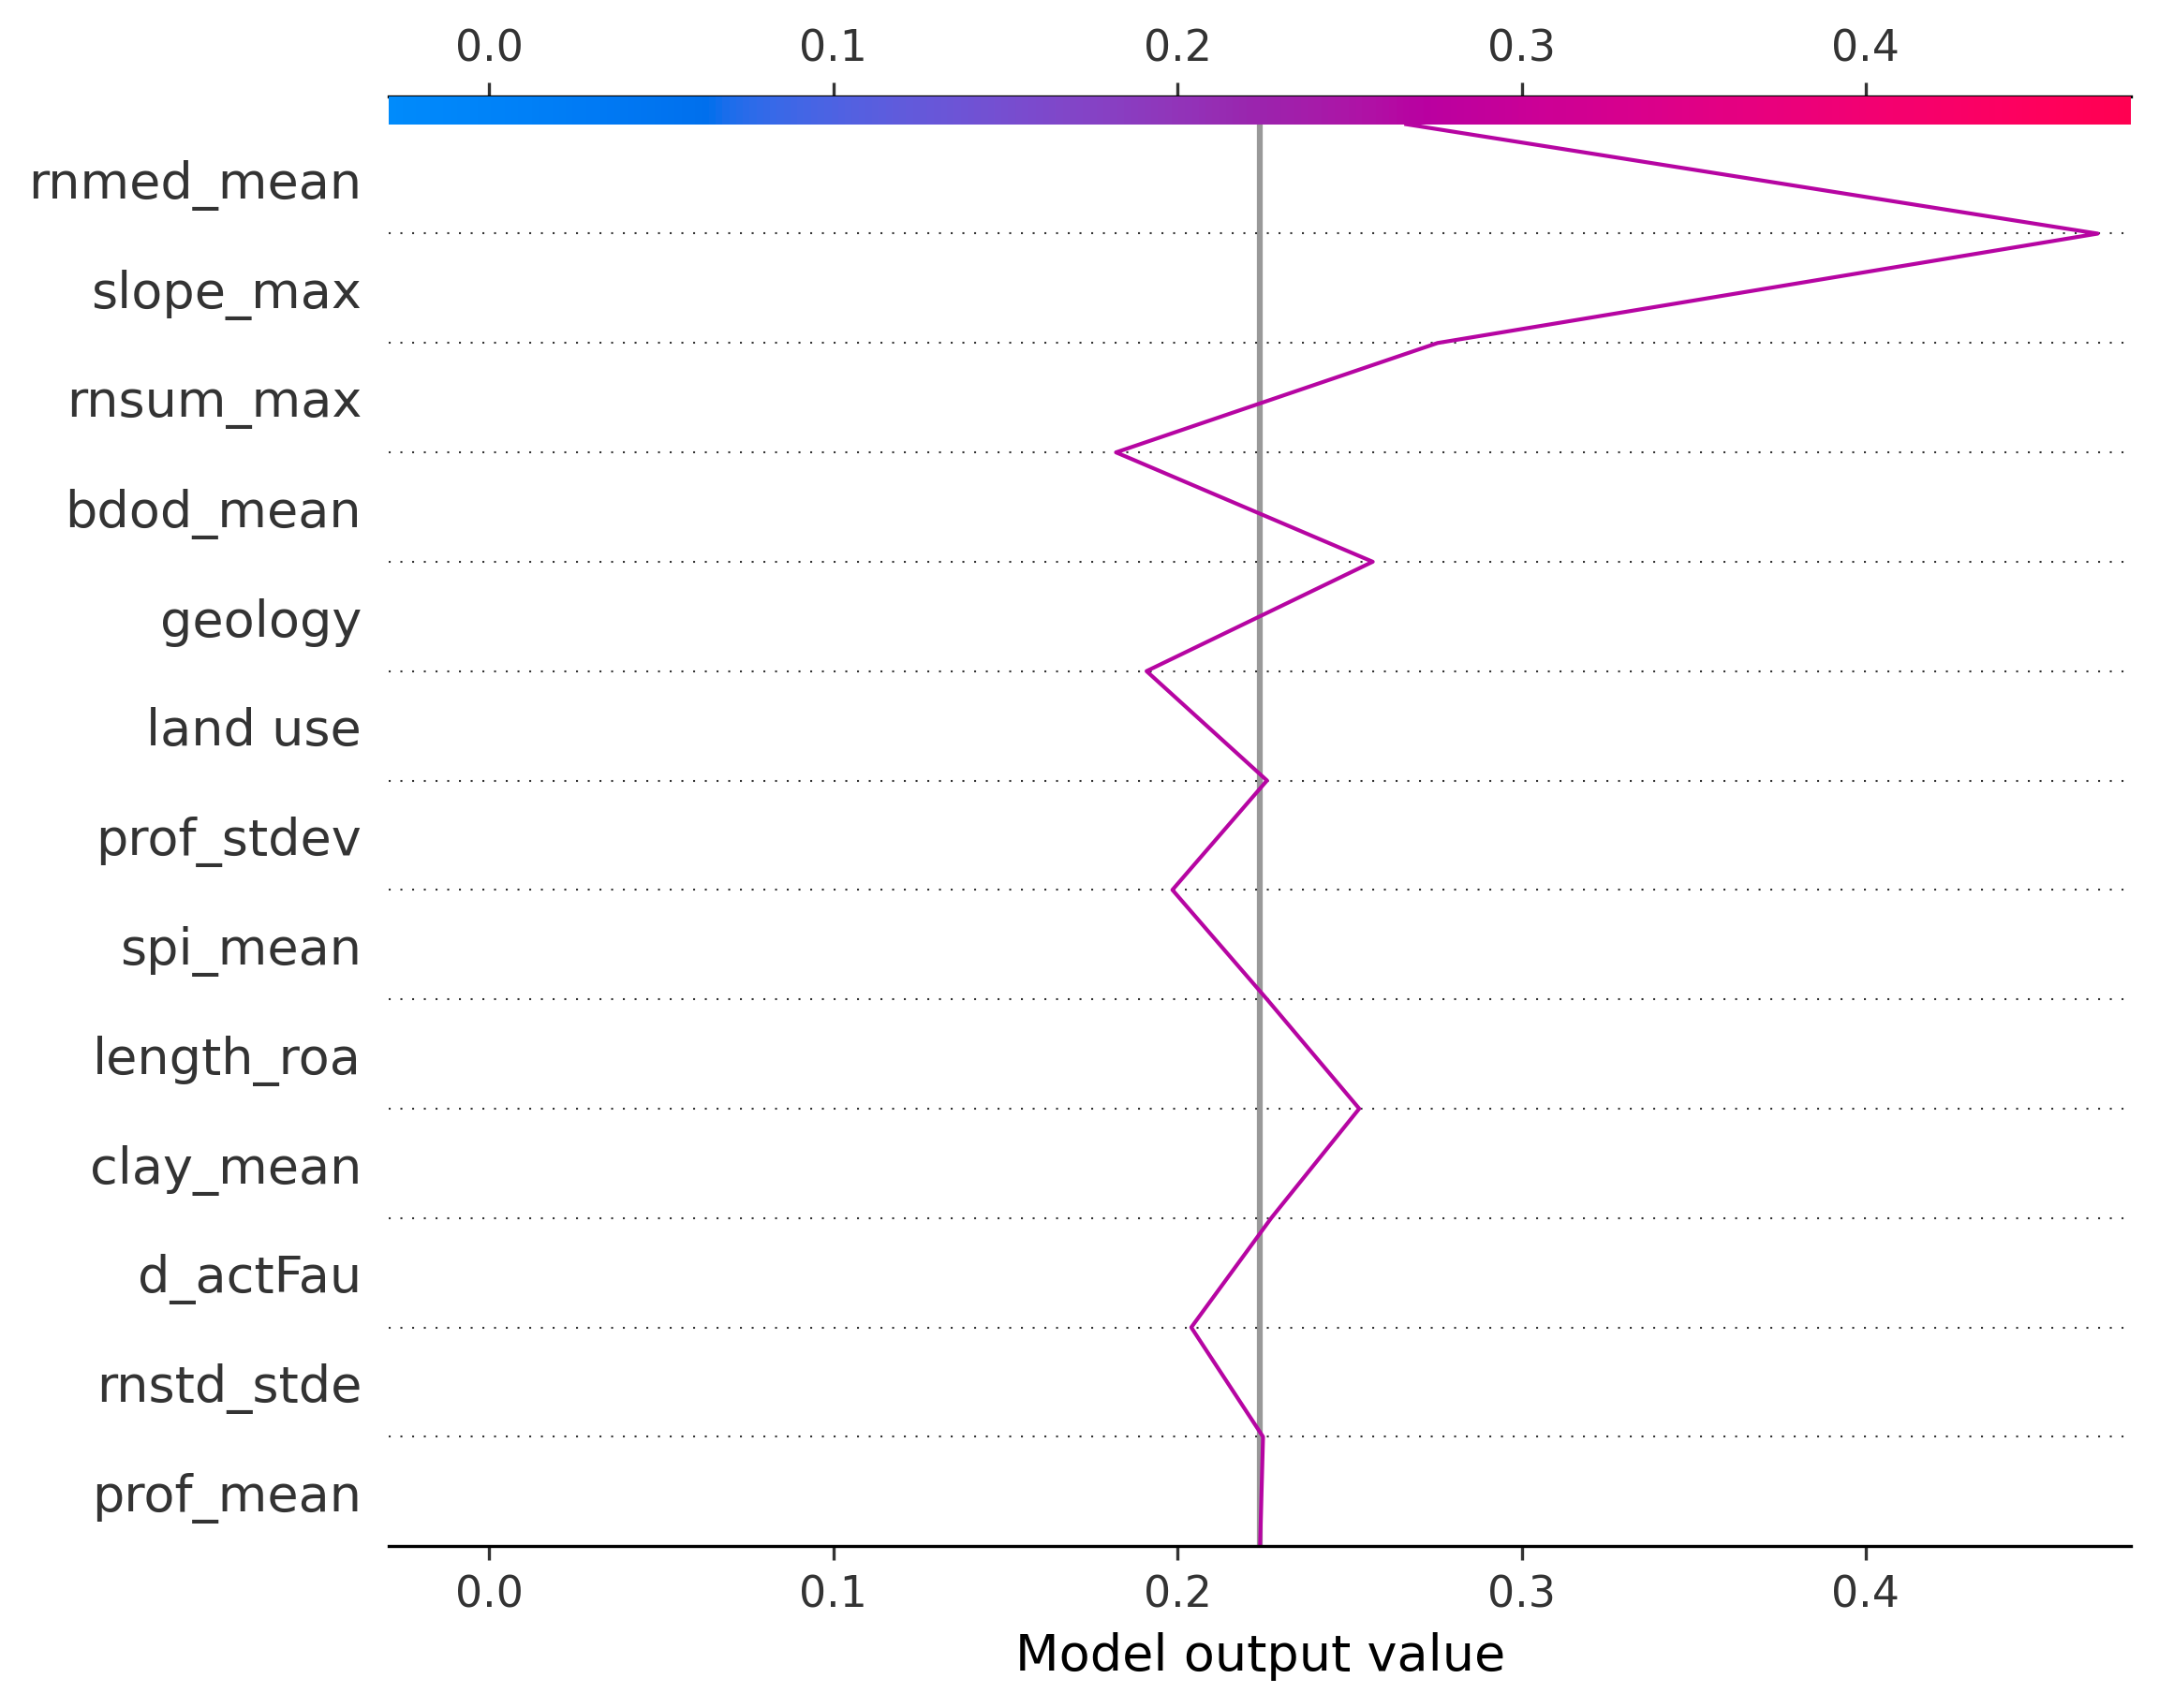 0.0 0.1 0.2 0.3 0.4
rnmed_mean
slope_max
rnsum_max
bdod_mean
geology
land use
prof_stdev
spi_mean
length_roa
clay_mean
d_actFau
rnstd_stde
prof_mean
0.0 0.1 0.2 0.3 0.4
Model output value